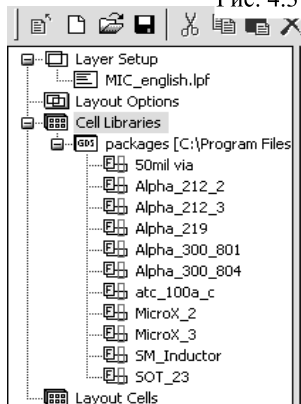 Рис. 4.3
Layer Setup
MIC_english.lpf
Layout Options
Cell Libraries
GDS packages [C:\Program Files
50mil via
Alpha_212_2
Alpha_212_3
Alpha_219
Alpha_300_801
Alpha_300_804
atc_100a_c
MicroX_2
MicroX_3
SM_Inductor
SOT_23
Layout Cells